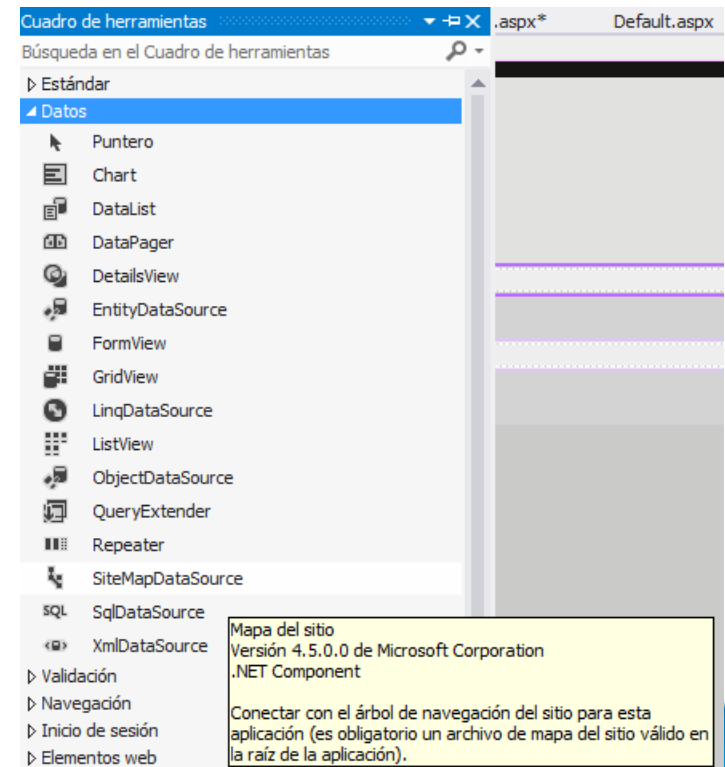 Cuadro de herramientas
.aspx*
Default.aspx
Búsqueda en el Cuadro de herramientas
Estándar
Datos
Puntero
Chart
DataList
DataPager
DetailsView
EntityDataSource
FormView
GridView
LinqDataSource
ListView
ObjectDataSource
QueryExtender
Repeater
SiteMapDataSource
SQL SqlDataSource
XmlDataSource
Validación
Navegación
Inicio de sesión
Elementos web
Mapa del sitio
Versión 4.5.0.0 de Microsoft Corporation
.NET Component
Conectar con el árbol de navegación del sitio para esta
aplicación (es obligatorio un archivo de mapa del sitio válido en
la raíz de la aplicación).